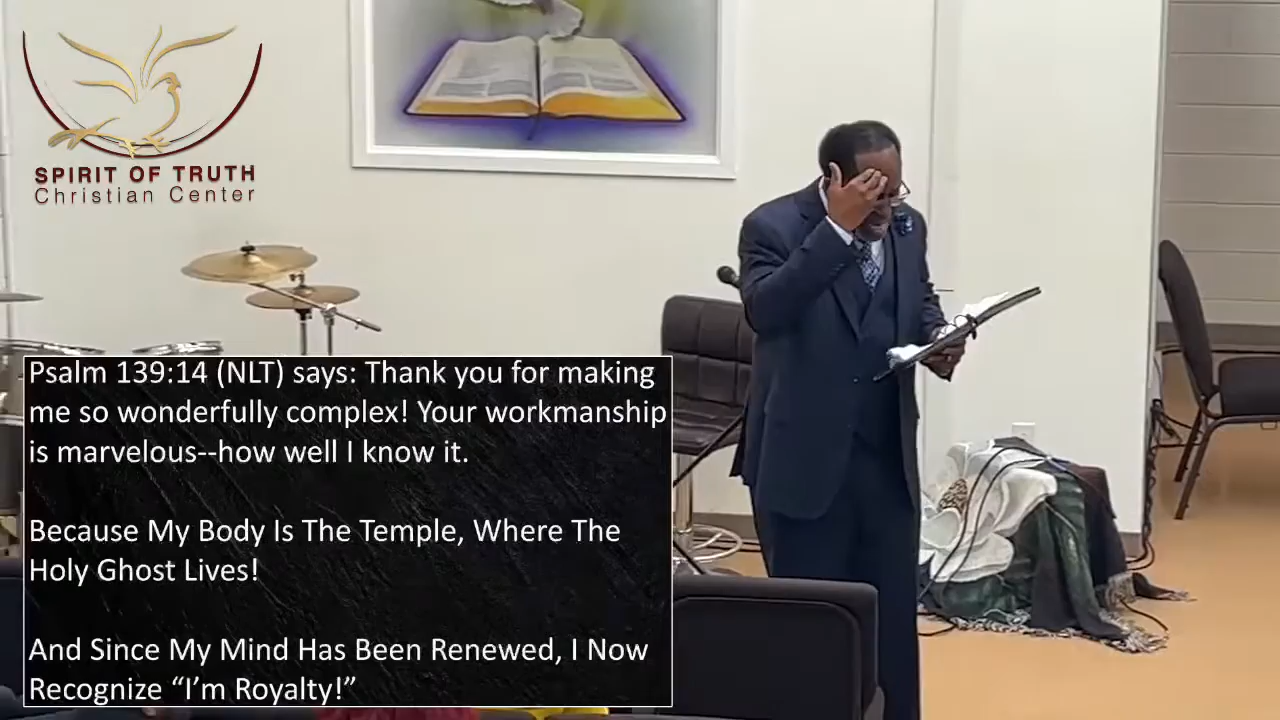 SPIRIT OF TRUTH
Christian Center
Psalm 139:14 (NLT) says: Thank you for making
me so wonderfully complex! Your workmanship
is marvelous--how well I know it.
Because My Body Is The Temple, Where The
Holy Ghost Lives!
And Since My Mind Has Been Renewed, I Now
Recognize “I’m Royalty!”